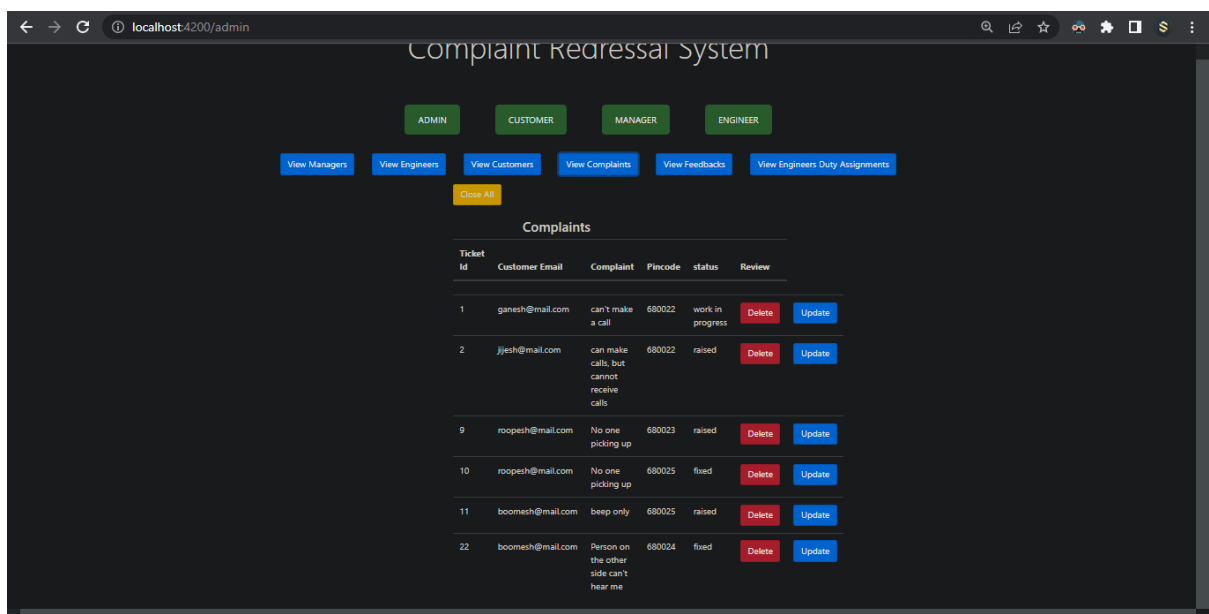 localhost:4200/admin
Complaint Redressal System
ADMIN CUSTOMER MANAGER ENGINEER
View Managers View Engineers View Customers View Complaints View Feedbacks View Engineers Duty Assignments
Close All
Complaints
Ticket
Id Customer Email Complaint Pincode status Review
1 ganesh@mail.com can't make 680022 work in Delete Update
a call progress
2 jijesh@mail.com can make 680022 raised Delete Update
calls, but
cannot
receive
calls
9 roopesh@mail.com No one 680023 raised Delete Update
picking up
10 roopesh@mail.com No one 680025 fixed Delete Update
picking up
11 boomesh@mail.com beep only 680025 raised Delete Update
22 boomesh@mail.com Person on 680024 fixed Delete Update
the other
side can't
hear me